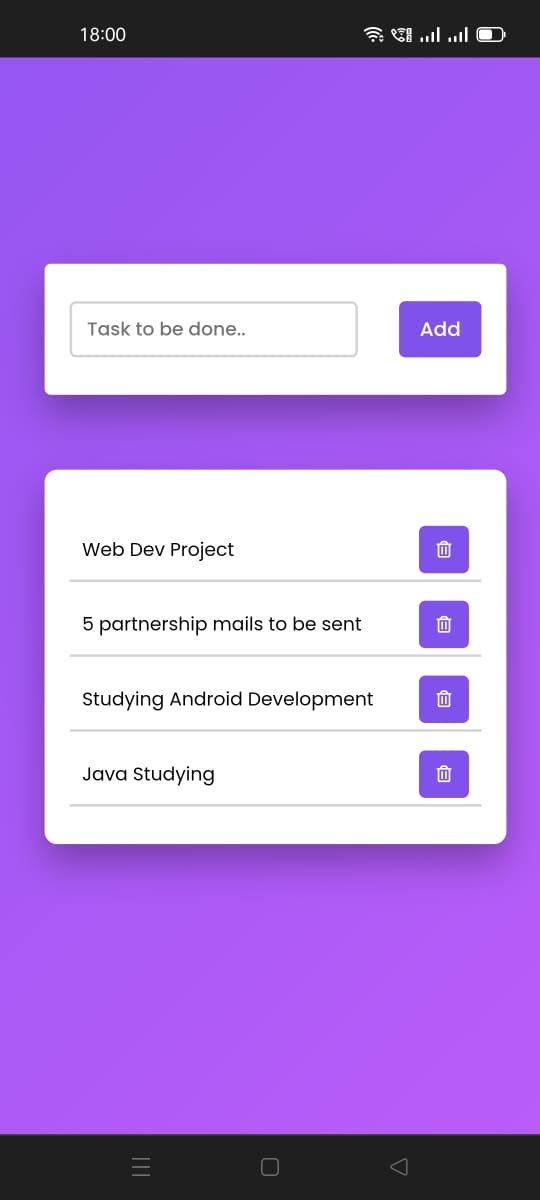 18:00
Task to be done..
Add
Web Dev Project
5 partnership mails to be sent
Studying Android Development
Java Studying